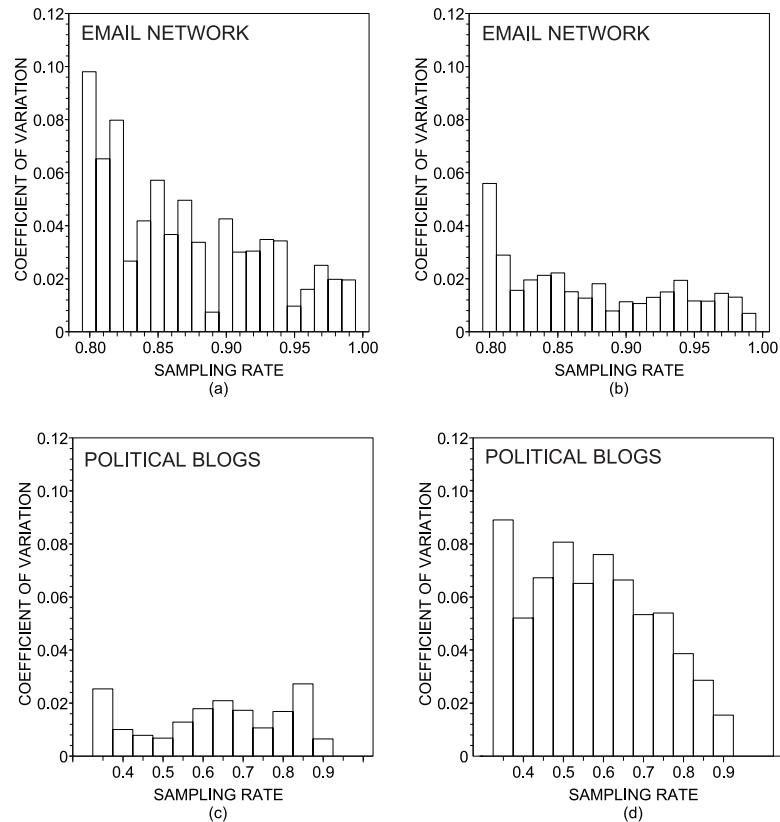 0.12
EMAIL NETWORK
0.10
0.08
0.06
0.04
0.02
0
COEFFICIENT OF VARIATION
0.80 0.85 0.90 0.95 1.00
SAMPLING RATE
(a)
0.12
EMAIL NETWORK
0.10
0.08
0.06
0.04
0.02
0
COEFFICIENT OF VARIATION
0.80 0.85 0.90 0.95 1.00
SAMPLING RATE
(b)
0.12
POLITICAL BLOGS
0.10
0.08
0.06
0.04
0.02
0
COEFFICIENT OF VARIATION
0.4 0.5 0.6 0.7 0.8 0.9
SAMPLING RATE
(c)
0.12
POLITICAL BLOGS
0.10
0.08
0.06
0.04
0.02
0
COEFFICIENT OF VARIATION
0.4 0.5 0.6 0.7 0.8 0.9
SAMPLING RATE
(d)